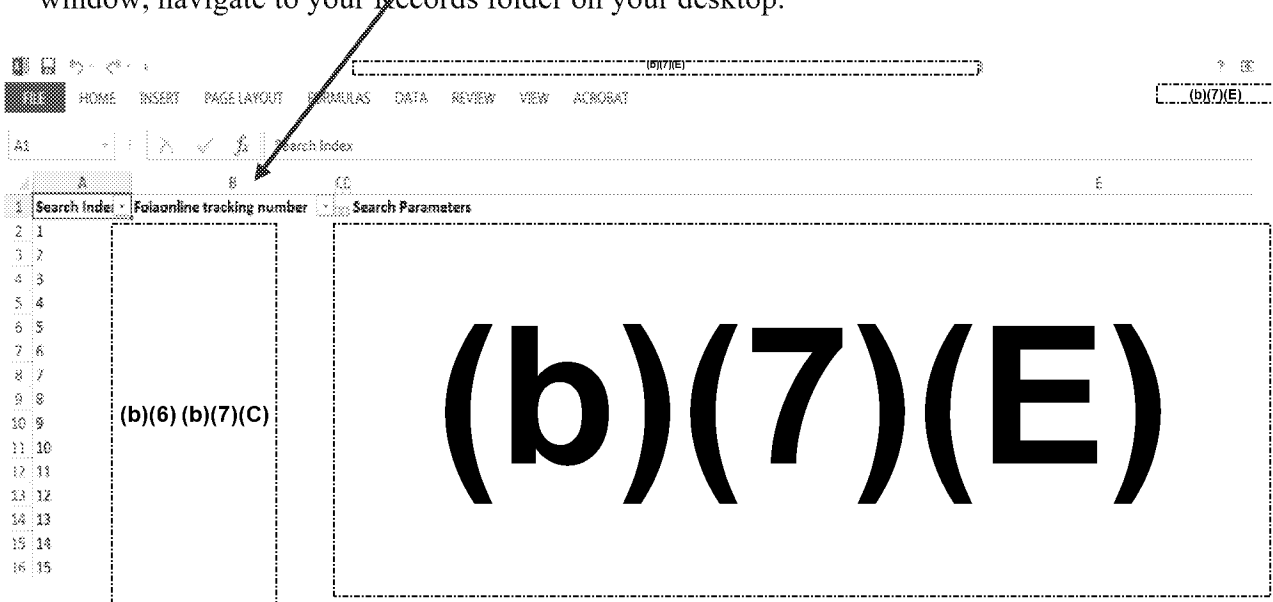 window, navigate to your Records folder on your desktop.
(b)(7)(E)
?
FILE HOME INSERT PAGE LAYOUT FORMULAS DATA REVIEW VIEW ACROBAT
(b)(7)(E)
A1 fx Search Index
A B CD E
1 Search Index Foiaonline tracking number Search Parameters
2 1
3 2
4 3
5 4
6 5
7 6
8 7
9 8
10 9
11 10
12 11
13 12
14 13
15 14
16 15
(b)(6) (b)(7)(C)
(b)(7)(E)